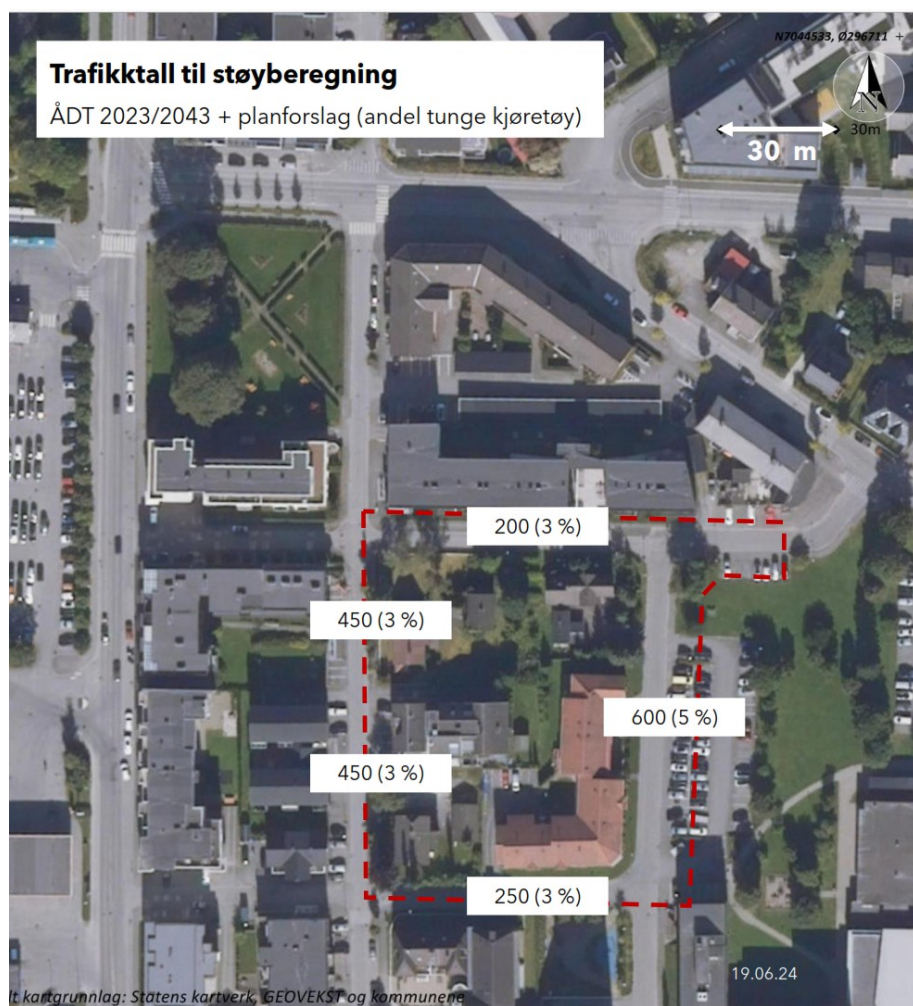 N7044533, Ø296711 +
Trafikktall til støyberegning
ÅDT 2023/2043 + planforslag (andel tunge kjøretøy)
N
30m
30 m
200 (3 %)
450 (3 %)
600 (5 %)
450 (3 %)
250 (3 %)
19.06.24
lt kartgrunnlag: Statens kartverk, GEOVEKST og kommunene